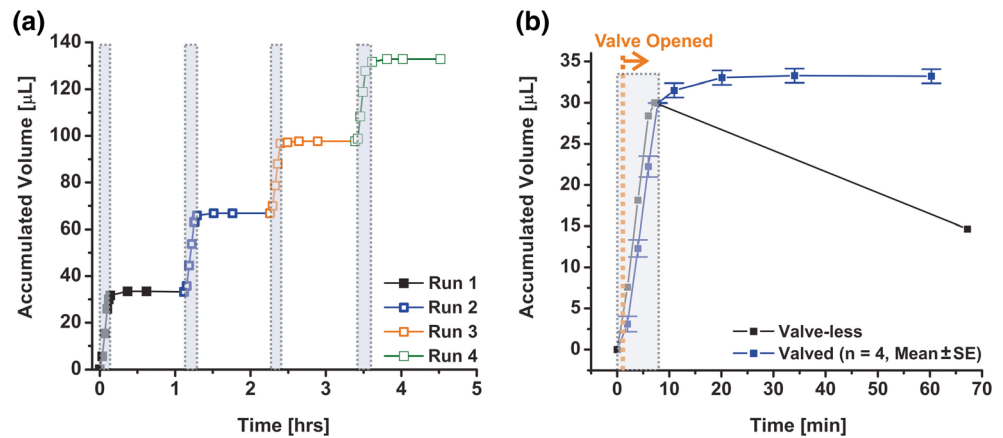 (a)
Accumulated Volume [µL]
140
120
100
80
60
40
20
0
0
1
2
3
4
5
Time [hrs]
Run 1
Run 2
Run 3
Run 4
(b)
Valve Opened
Accumulated Volume [µL]
35
30
25
20
15
10
5
0
0
10
20
30
40
50
60
70
Time [min]
Valve-less
Valved (n = 4, Mean±SE)